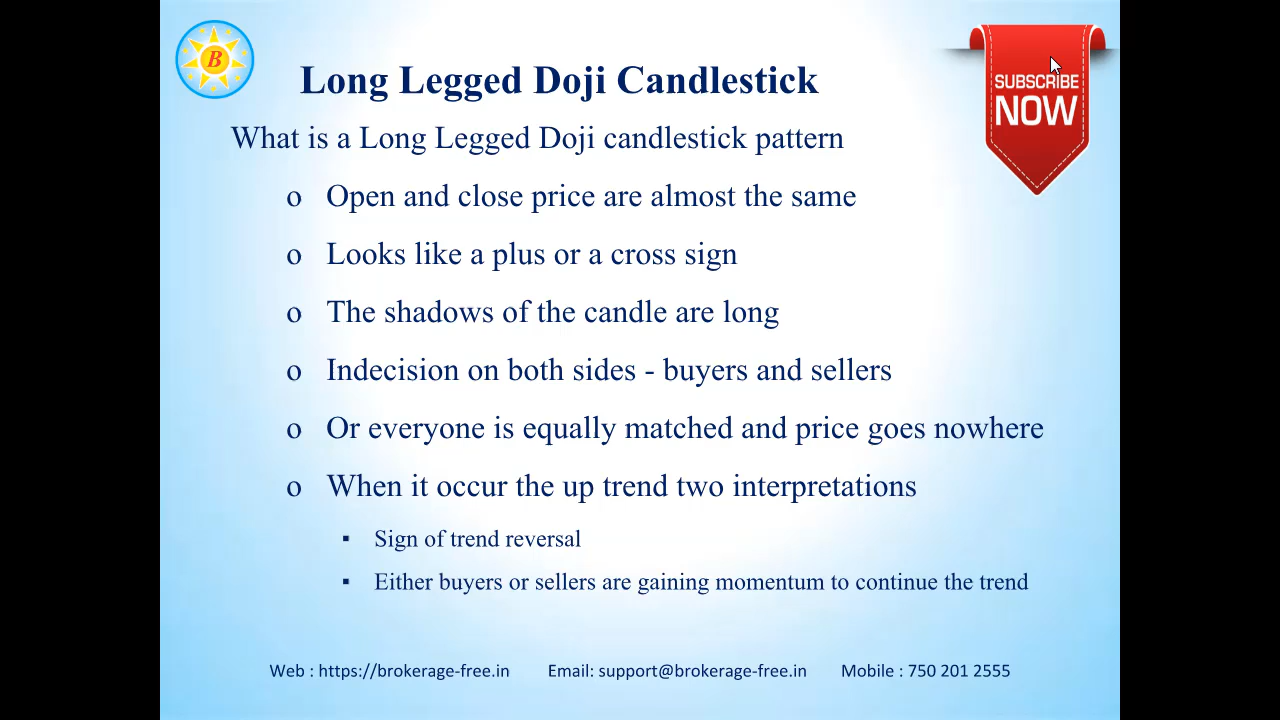 B
Long Legged Doji Candlestick
SUBSCRIBE
NOW
What is a Long Legged Doji candlestick pattern
o Open and close price are almost the same
o Looks like a plus or a cross sign
o The shadows of the candle are long
o Indecision on both sides - buyers and sellers
o Or everyone is equally matched and price goes nowhere
o When it occur the up trend two interpretations
▪ Sign of trend reversal
▪ Either buyers or sellers are gaining momentum to continue the trend
Web : https://brokerage-free.in Email: support@brokerage-free.in Mobile : 750 201 2555